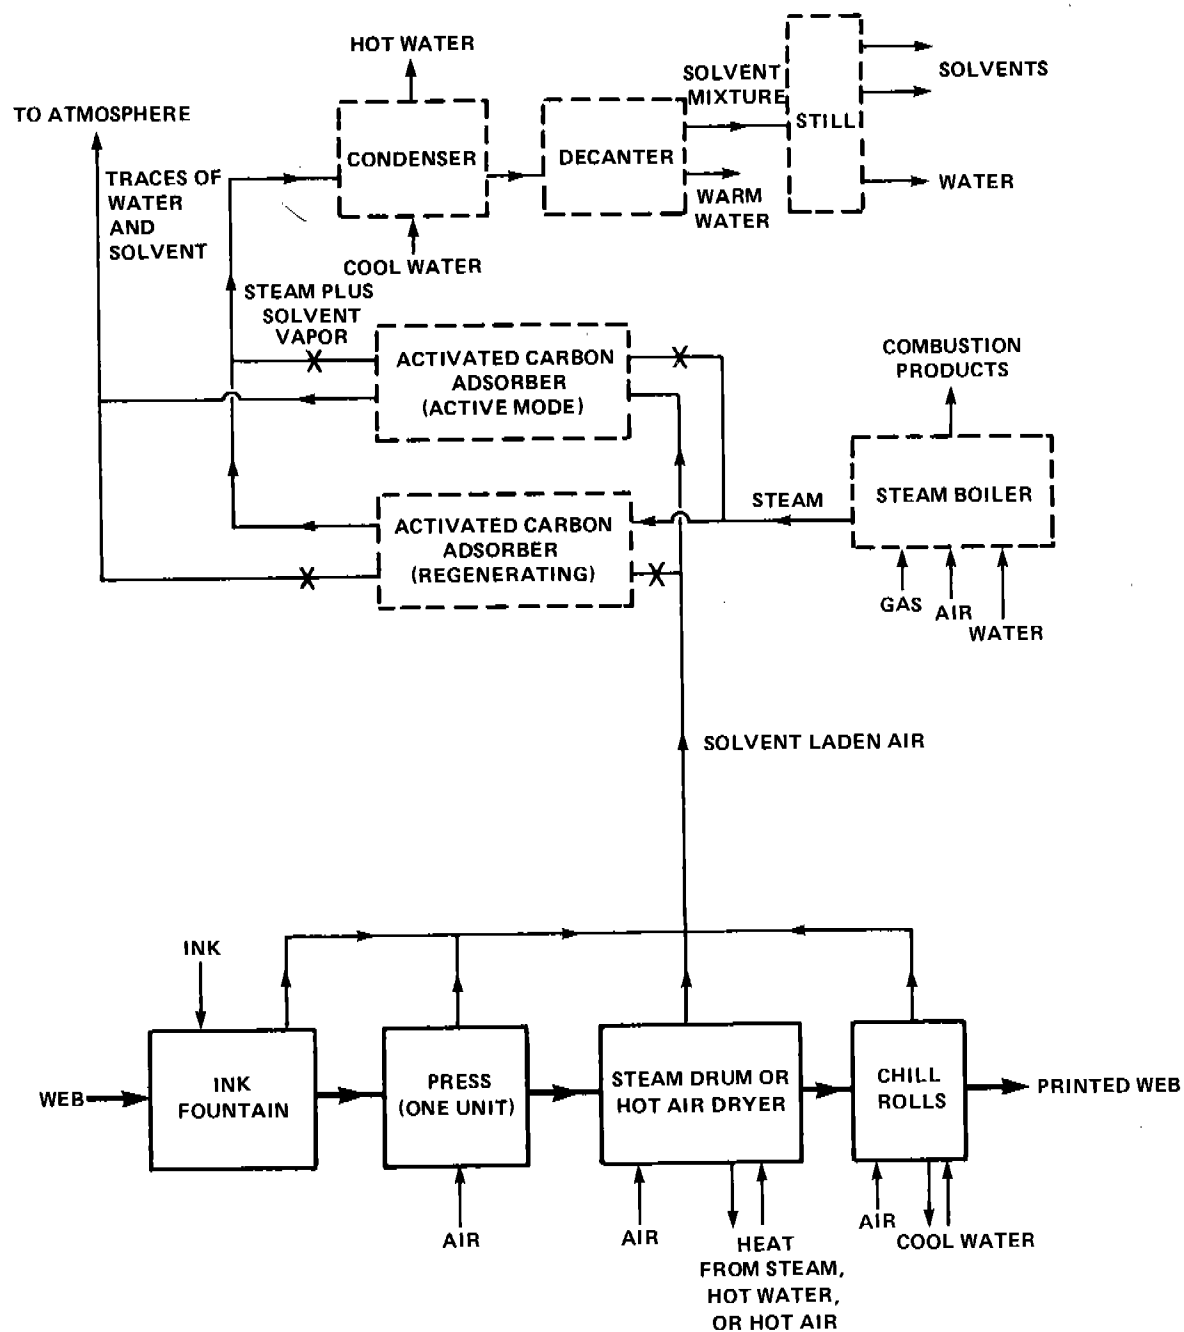 HOT WATER
SOLVENT
MIXTURE
SOLVENTS
TO ATMOSPHERE
STILL
CONDENSER
DECANTER
TRACES OF
WATER
AND
SOLVENT
WARM
WATER
WATER
COOL WATER
STEAM PLUS
SOLVENT
VAPOR
ACTIVATED CARBON
ADSORBER
(ACTIVE MODE)
COMBUSTION
PRODUCTS
STEAM
STEAM BOILER
ACTIVATED CARBON
ADSORBER
(REGENERATING)
GAS
AIR
WATER
SOLVENT LADEN AIR
INK
WEB
INK
FOUNTAIN
PRESS
(ONE UNIT)
STEAM DRUM OR
HOT AIR DRYER
CHILL
ROLLS
PRINTED WEB
AIR
AIR
HEAT
FROM STEAM,
HOT WATER,
OR HOT AIR
AIR
COOL WATER